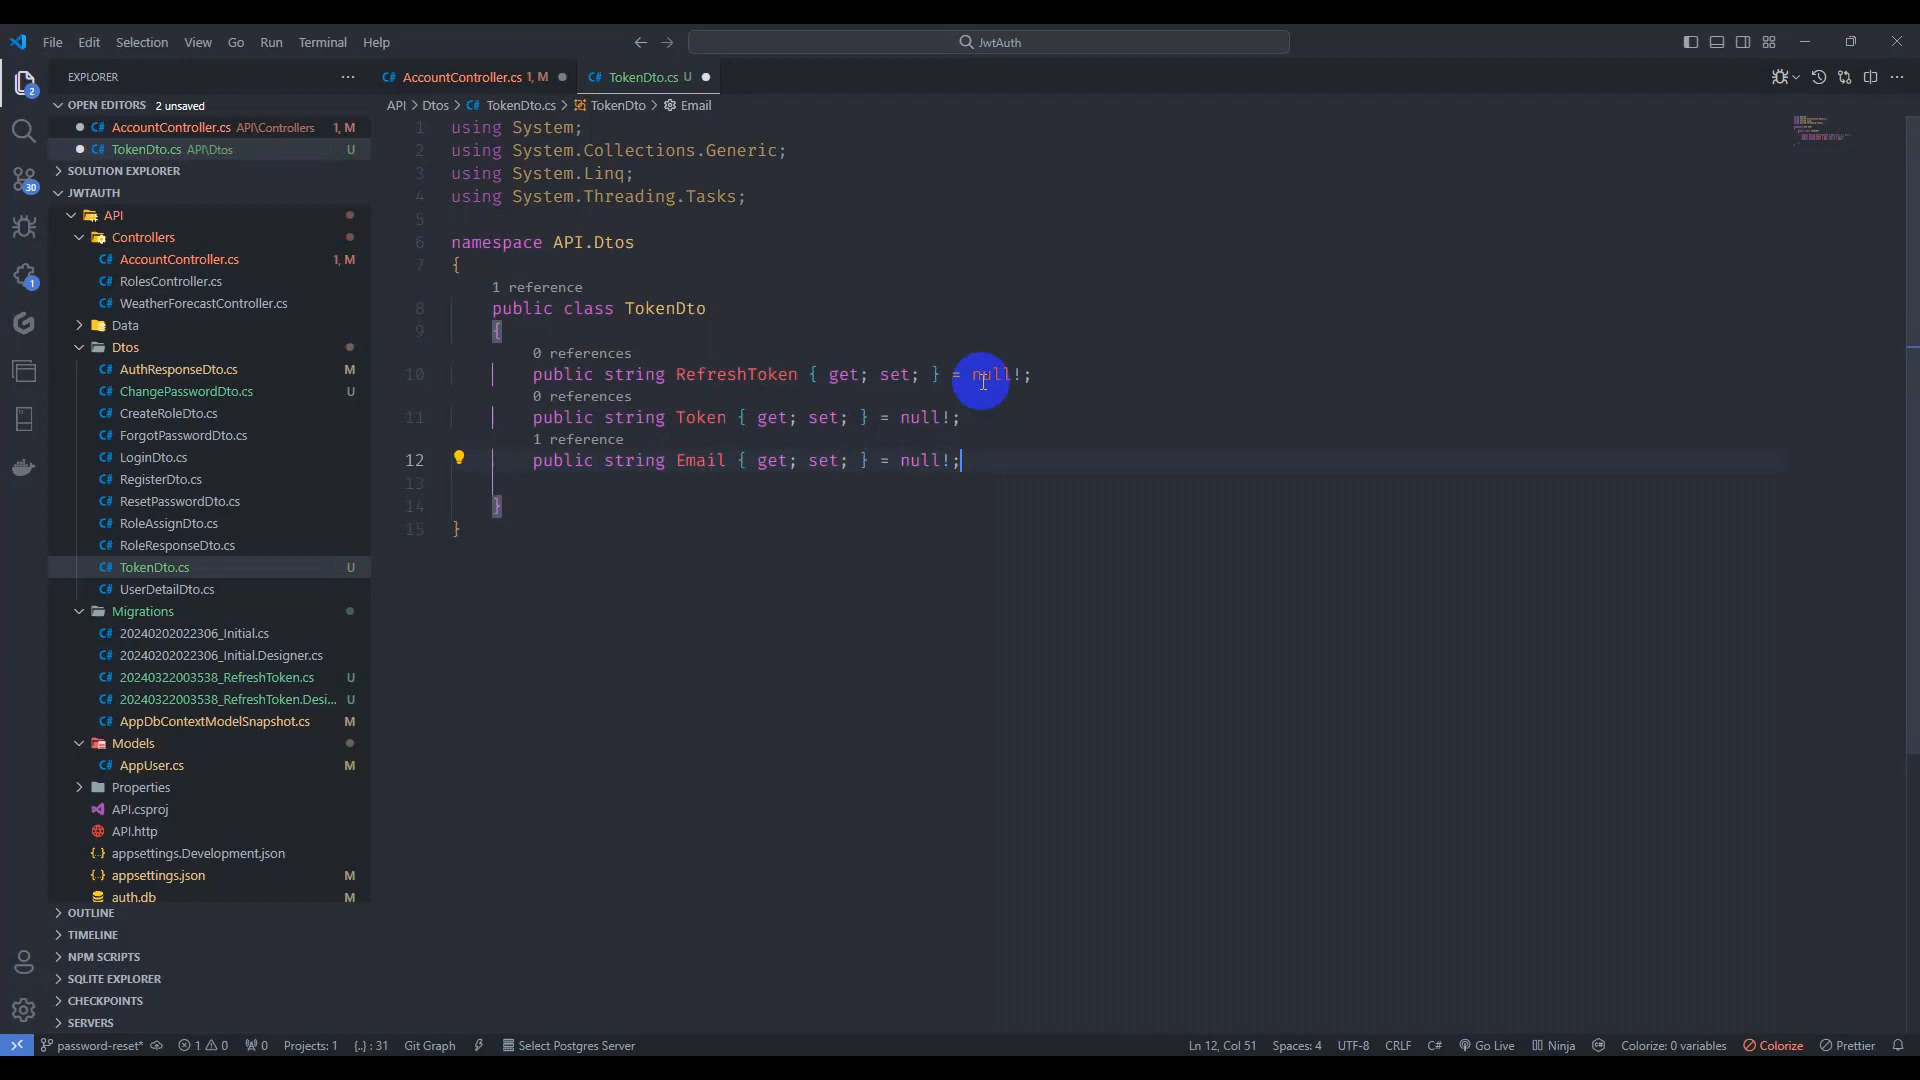 File Edit Selection View Go Run Terminal Help
JwtAuth
EXPLORER
OPEN EDITORS 2 unsaved
AccountController.cs API\Controllers 1, M
TokenDto.cs API\Dtos U
SOLUTION EXPLORER
JWTAUTH
API
Controllers
AccountController.cs 1, M
RolesController.cs
WeatherForecastController.cs
Data
Dtos
AuthResponseDto.cs M
ChangePasswordDto.cs U
CreateRoleDto.cs
ForgotPasswordDto.cs
LoginDto.cs
RegisterDto.cs
ResetPasswordDto.cs
RoleAssignDto.cs
RoleResponseDto.cs
TokenDto.cs U
UserDetailDto.cs
Migrations
20240202022306_Initial.cs
20240202022306_Initial.Designer.cs
20240322003538_RefreshToken.cs U
20240322003538_RefreshToken.Desi... U
AppDbContextModelSnapshot.cs M
Models
AppUser.cs M
Properties
API.csproj
API.http
appsettings.Development.json
appsettings.json M
auth.db M
OUTLINE
TIMELINE
NPM SCRIPTS
SQLITE EXPLORER
CHECKPOINTS
SERVERS
2
30
1
AccountController.cs 1, M
TokenDto.cs U
API > Dtos > TokenDto.cs > TokenDto > Email
1 using System;
2 using System.Collections.Generic;
3 using System.Linq;
4 using System.Threading.Tasks;
5
6 namespace API.Dtos
7 {
1 reference
8 public class TokenDto
9 {
0 references
10 public string RefreshToken { get; set; } = null!;
0 references
11 public string Token { get; set; } = null!;
1 reference
12 public string Email { get; set; } = null!;
13
14 }
15 }
password-reset* 1 0 0 Projects: 1 {..} : 31 Git Graph Select Postgres Server
Ln 12, Col 51 Spaces: 4 UTF-8 CRLF C# Go Live Ninja Colorize: 0 variables Colorize Prettier